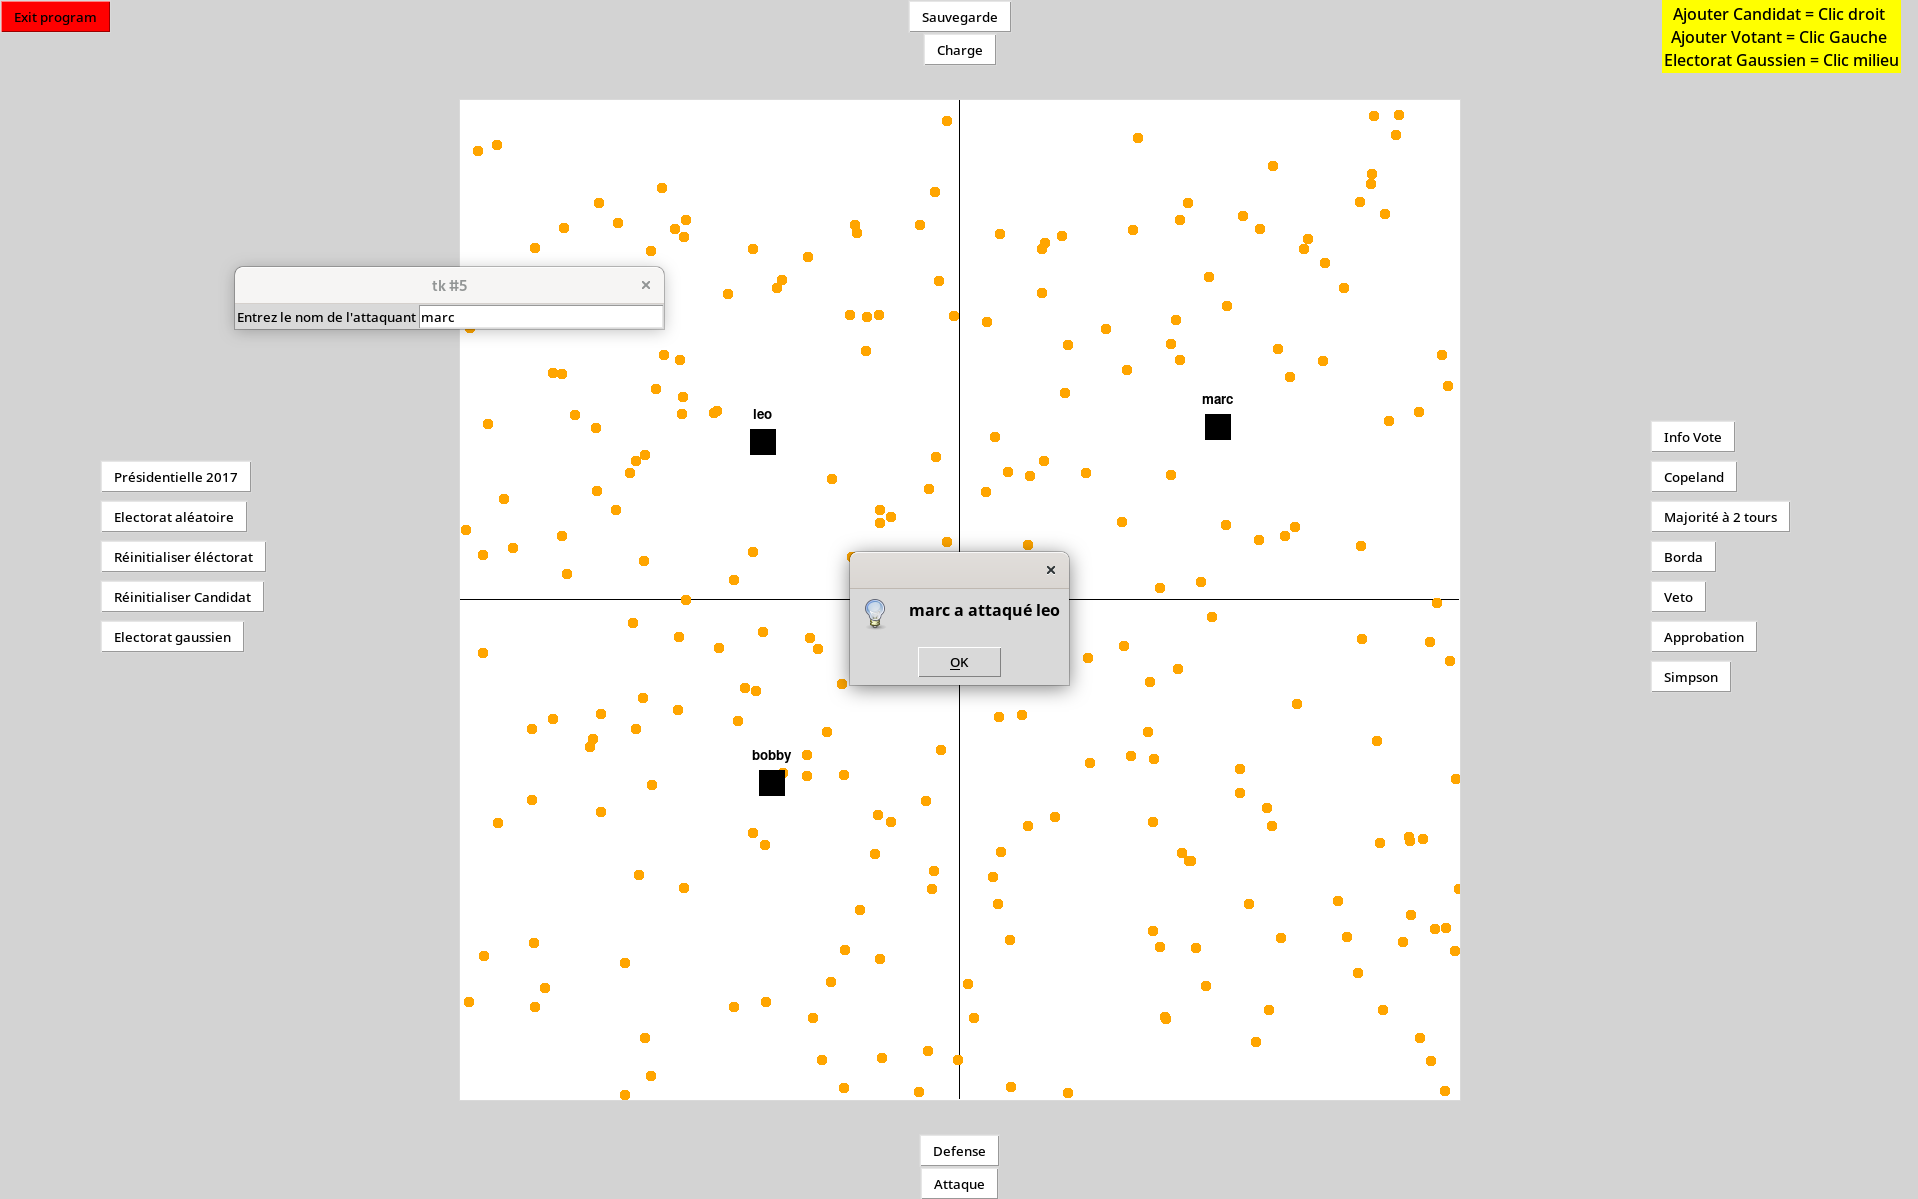 Exit program
Sauvegarde
Charge
Ajouter Candidat = Clic droit
Ajouter Votant = Clic Gauche
Electorat Gaussien = Clic milieu
tk #5
Entrez le nom de l'attaquant marc
leo
marc
Présidentielle 2017
Electorat aléatoire
Réinitialiser éléctorat
Réinitialiser Candidat
Electorat gaussien
Info Vote
Copeland
Majorité à 2 tours
Borda
Veto
Approbation
Simpson
marc a attaqué leo
OK
bobby
Defense
Attaque